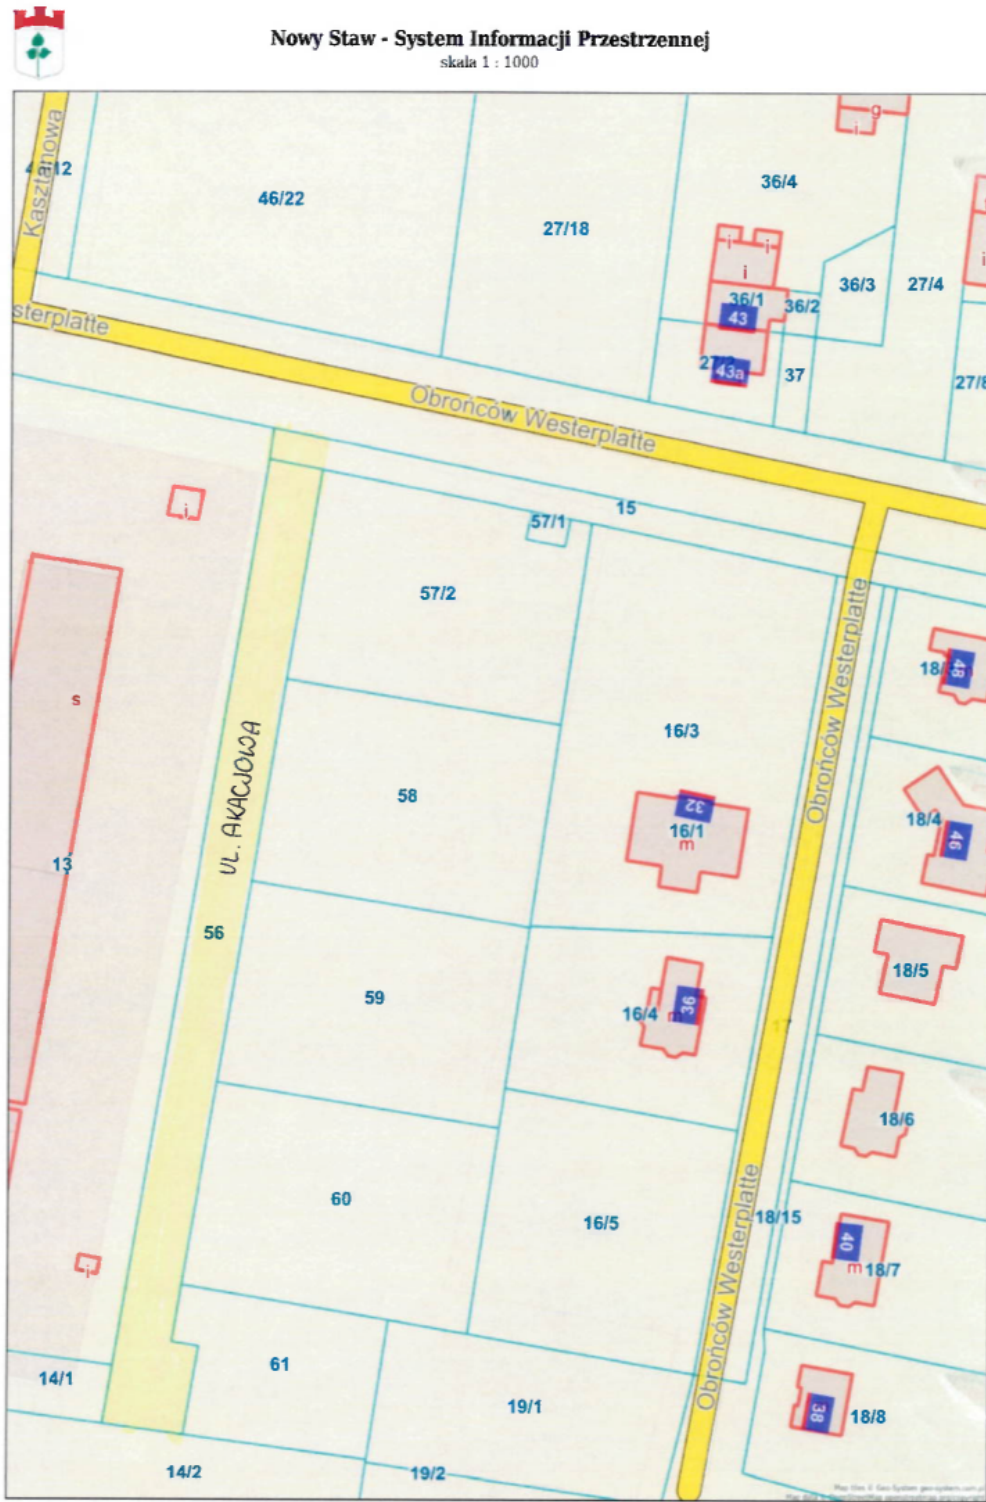 Nowy Staw - System Informacji Przestrzennej
skala 1 : 1000
Kasztanowa
46/22
27/18
36/4
g
i
i
i
i
36/1
43
36/2
36/3
27/4
i
43a
37
27/8
sterplatte
Obrońców Westerplatte
15
57/1
i
57/2
Obrońców Westerplatte
48
s
16/3
UL. AKACJOWA
58
32
16/1
m
18/4
46
13
56
18/5
59
16/4
m
36
17
18/6
60
16/5
18/15
Obrońców Westerplatte
40
m
18/7
i
61
14/1
19/1
38
18/8
14/2
19/2